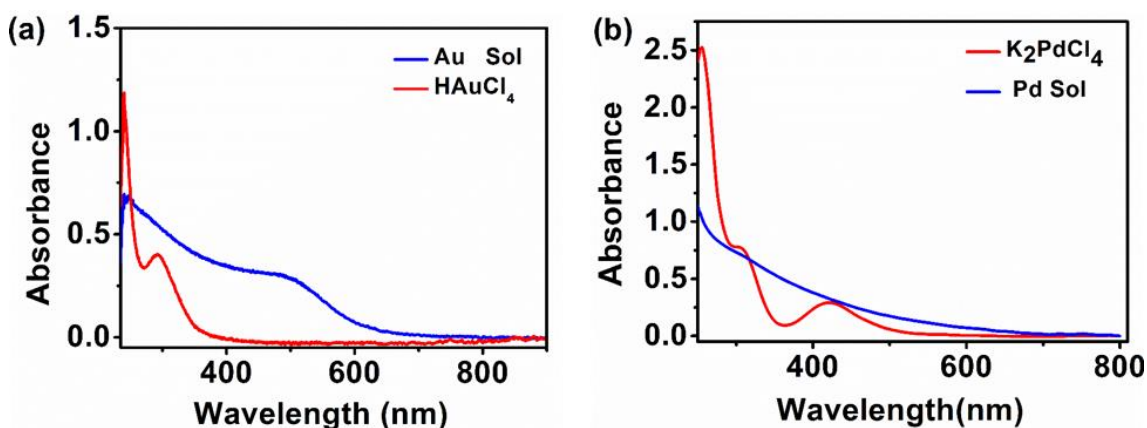 (a)
1.5
1.0
0.5
0.0
Absorbance
Au Sol
HAuCl4
400 600 800
Wavelength (nm)
(b)
2.5
2.0
1.5
1.0
0.5
0.0
Absorbance
K2PdCl4
Pd Sol
400 600 800
Wavelength(nm)